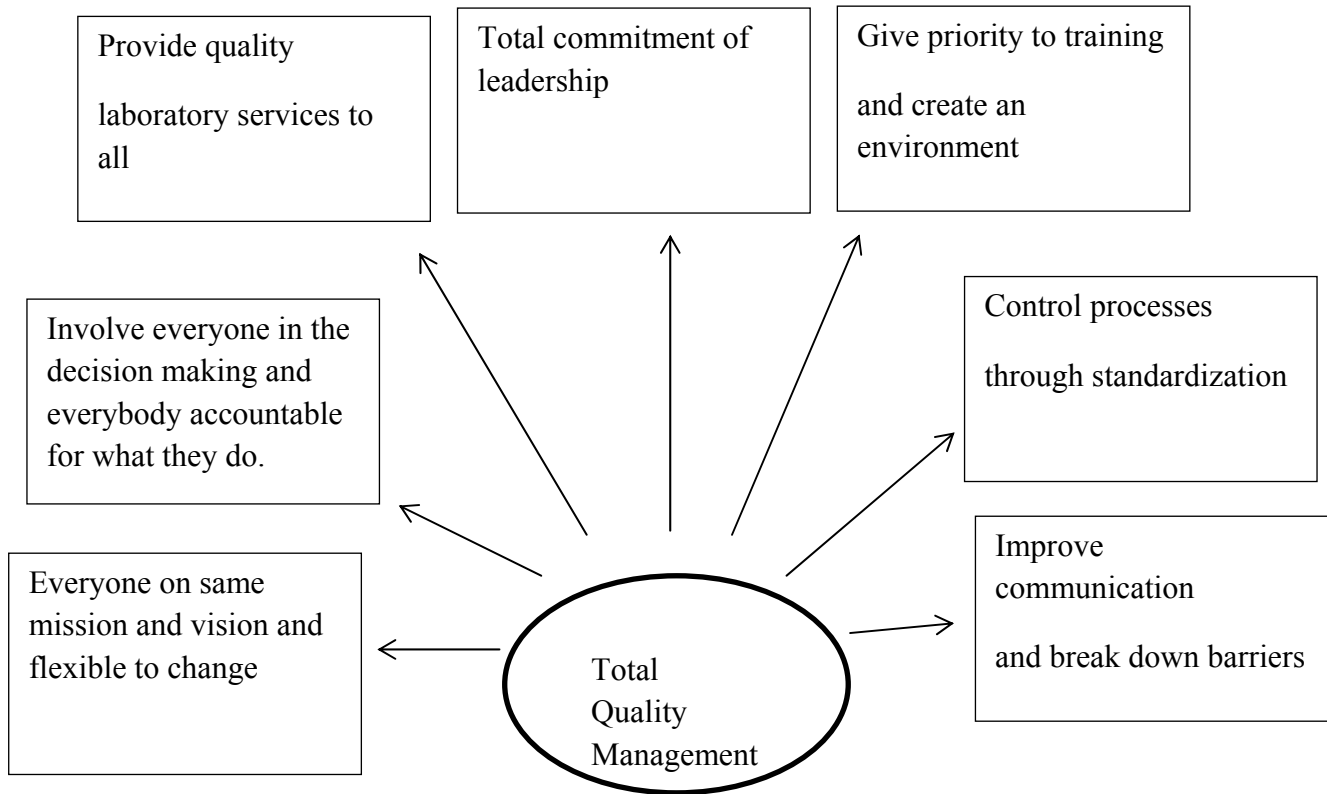 Provide quality
laboratory services to
all
Total commitment of
leadership
Give priority to training
and create an
environment
Involve everyone in the
decision making and
everybody accountable
for what they do.
Control processes
through standardization
Everyone on same
mission and vision and
flexible to change
Improve
communication
and break down barriers
Total
Quality
Management